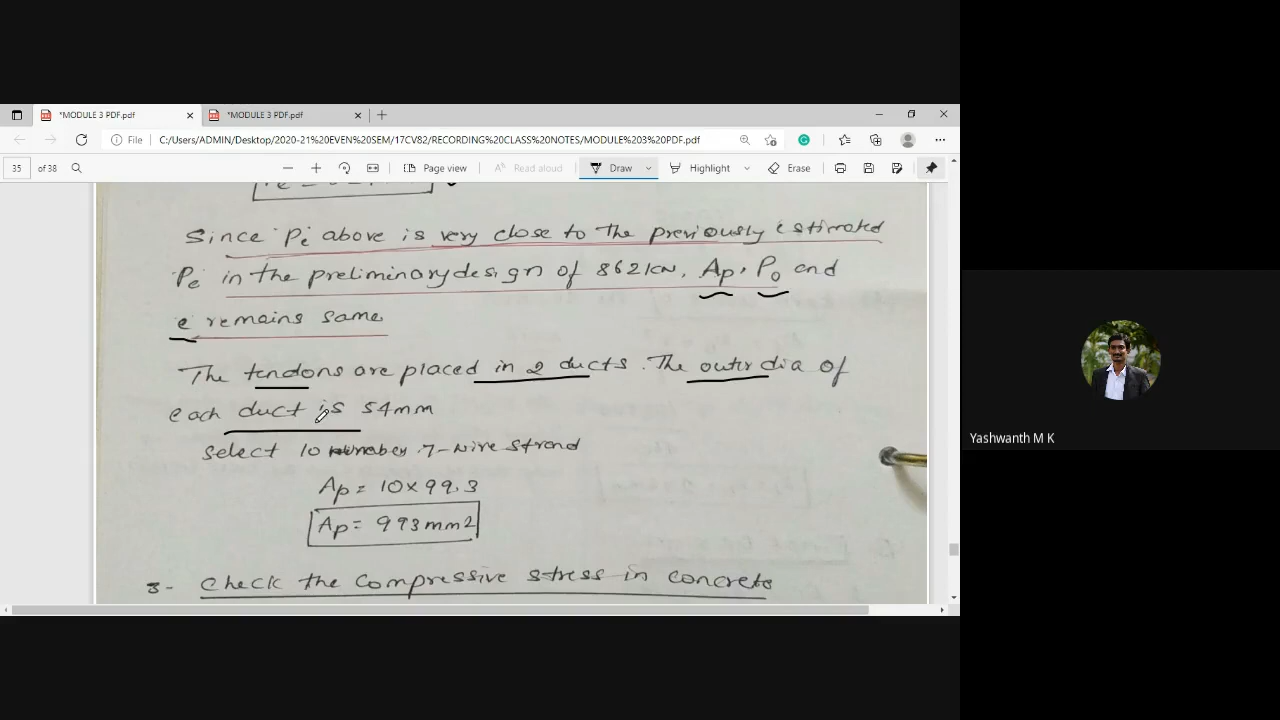 *MODULE 3 PDF.pdf
*MODULE 3 PDF.pdf
File
C:/Users/ADMIN/Desktop/2020-21%20EVEN%20SEM/17CV82/RECORDING%20CLASS%20NOTES/MODULE%203%20PDF.pdf
35 of 38
Page view
Read aloud
Draw
Highlight
Erase
Since Pe above is very close to the previously estimated
Pe in the preliminary design of 862kN, Ap, Po and
e remains same
The tendons are placed in 2 ducts. The outer dia of
each duct is 54mm
select 10 number 7-wire strand
Ap = 10 x 99.3
Ap = 993mm2
3- check the compressive stress in concrete
Yashwanth M K